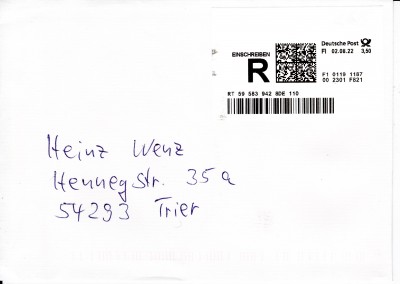 Deutsche Post
EINSCHREIBEN
FI 02.08.22 3,50
R
F1 0119 1187
00 2301 F821
RT 59 583 942 8DE 110
Heinz Wenz
Hennegstr. 35a
54293 Trier